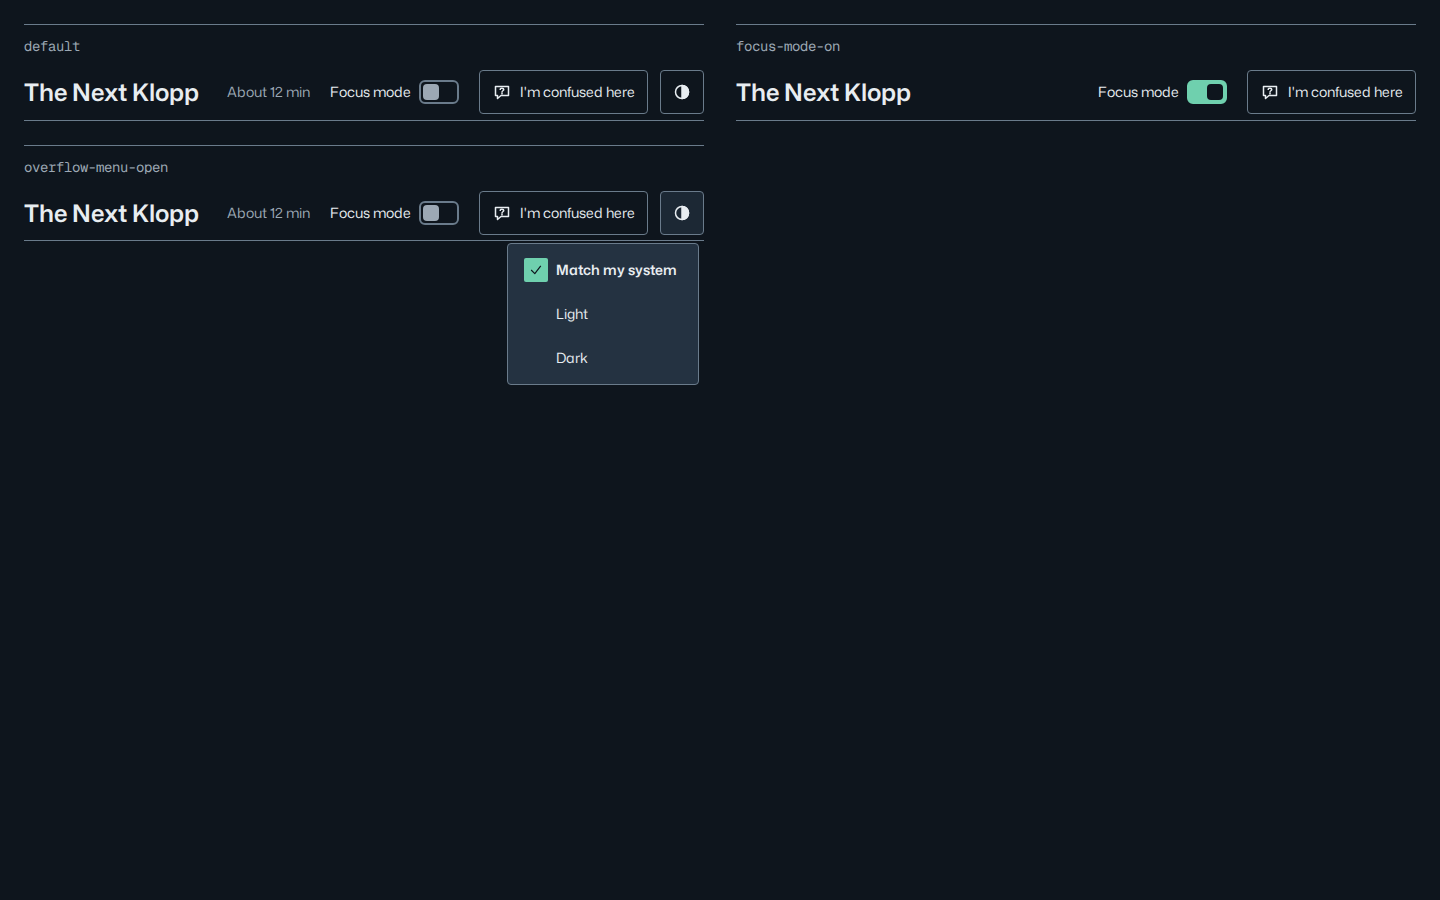 default
The Next Klopp About 12 min Focus mode I'm confused here
focus-mode-on
The Next Klopp Focus mode I'm confused here
overflow-menu-open
The Next Klopp About 12 min Focus mode I'm confused here
Match my system
Light
Dark